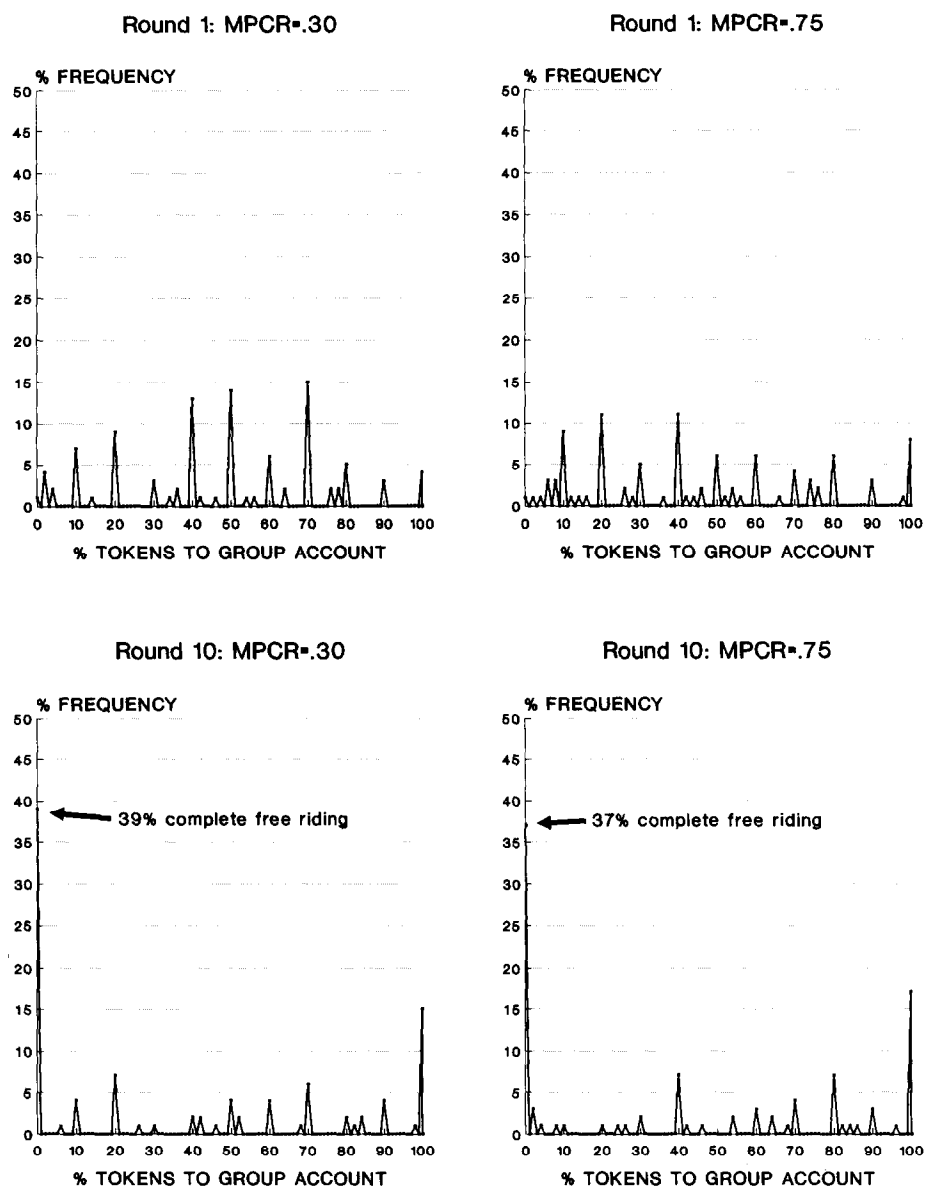 Round 1: MPCR=.30
% FREQUENCY
50
45
40
35
30
25
20
15
10
5
0
0 10 20 30 40 50 60 70 80 90 100
% TOKENS TO GROUP ACCOUNT
Round 1: MPCR=.75
% FREQUENCY
50
45
40
35
30
25
20
15
10
5
0
0 10 20 30 40 50 60 70 80 90 100
% TOKENS TO GROUP ACCOUNT
Round 10: MPCR=.30
% FREQUENCY
50
45
40
39% complete free riding
35
30
25
20
15
10
5
0
0 10 20 30 40 50 60 70 80 90 100
% TOKENS TO GROUP ACCOUNT
Round 10: MPCR=.75
% FREQUENCY
50
45
40
37% complete free riding
35
30
25
20
15
10
5
0
0 10 20 30 40 50 60 70 80 90 100
% TOKENS TO GROUP ACCOUNT